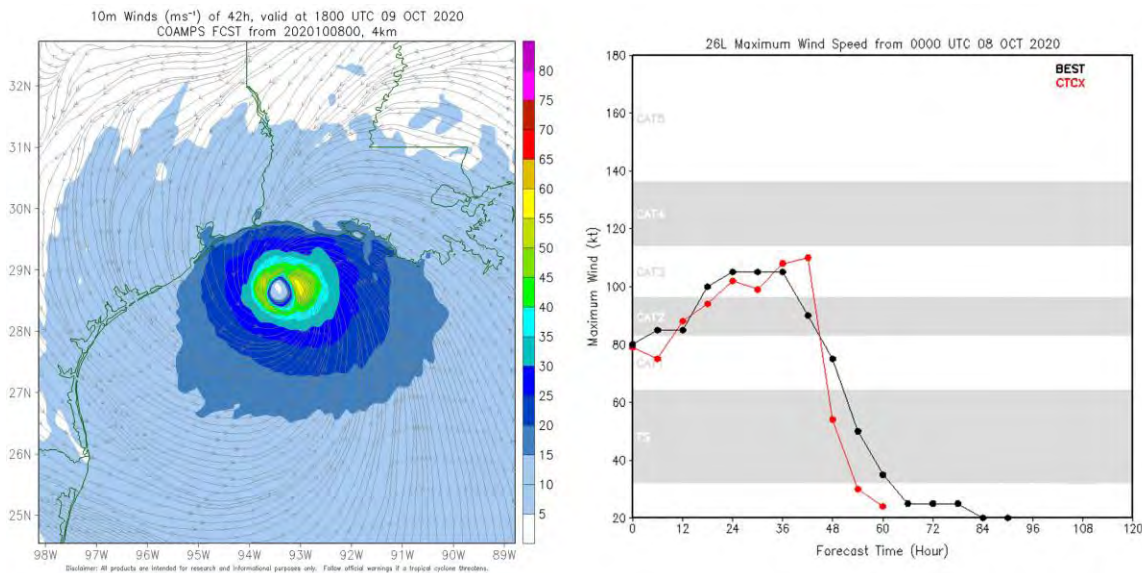 10m Winds (ms⁻¹) of 42h, valid at 1800 UTC 09 OCT 2020
COAMPS FCST from 2020100800, 4km
32N
31N
30N
29N
28N
27N
26N
25N
98W 97W 96W 95W 94W 93W 92W 91W 90W 89W
80
75
70
65
60
55
50
45
40
35
30
25
20
15
10
5
Disclaimer: All products are intended for research and informational purposes only. Follow official warnings if a tropical cyclone threatens.
26L Maximum Wind Speed from 0000 UTC 08 OCT 2020
BEST
CTCX
Maximum Wind (kt)
180
160
140
120
100
80
60
40
20
CAT5
CAT4
CAT3
CAT2
CAT1
TS
0 12 24 36 48 60 72 84 96 108 120
Forecast Time (Hour)